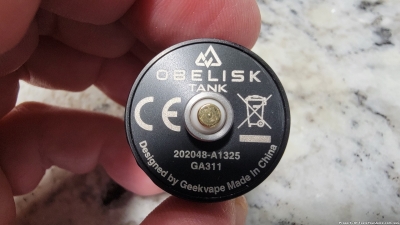 OBELISK
TANK
CE
202048-A1325
GA311
Designed by Geekvape Made in China